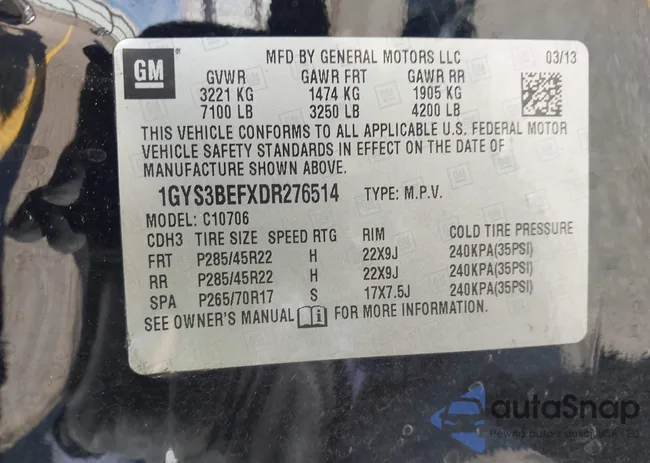 GM
MFD BY GENERAL MOTORS LLC 03/13
GVWR GAWR FRT GAWR RR
3221 KG 1474 KG 1905 KG
7100 LB 3250 LB 4200 LB
THIS VEHICLE CONFORMS TO ALL APPLICABLE U.S. FEDERAL MOTOR
VEHICLE SAFETY STANDARDS IN EFFECT ON THE DATE OF
MANUFACTURE SHOWN ABOVE.
1GYS3BEFXDR276514 TYPE: M.P.V.
MODEL: C10706
CDH3 TIRE SIZE SPEED RTG RIM COLD TIRE PRESSURE
FRT P285/45R22 H 22X9J 240KPA(35PSI)
RR P285/45R22 H 22X9J 240KPA(35PSI)
SPA P265/70R17 S 17X7.5J 240KPA(35PSI)
SEE OWNER'S MANUAL FOR MORE INFORMATION.
autoSnap